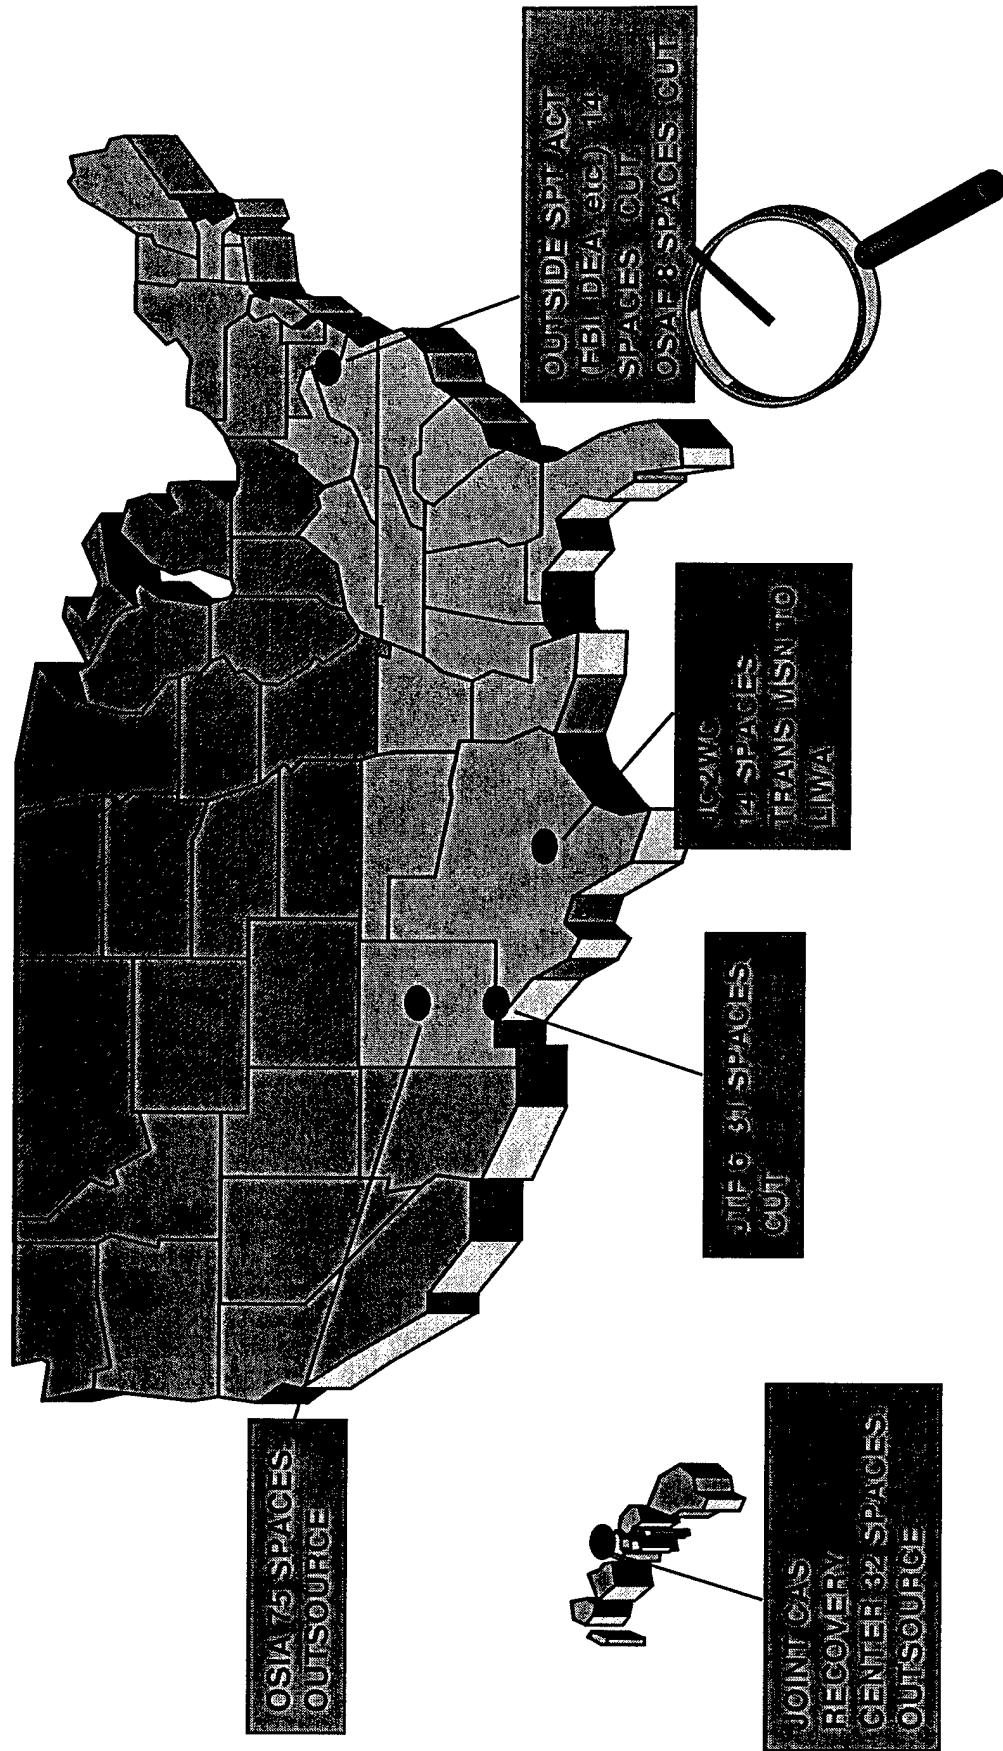 OSIA 75 SPACES
OUTSOURCE
JOINT CAS
RECOVERY
CENTER 32 SPACES
OUTSOURCE
JTF 6 31 SPACES
CUT
JC2WC
14 SPACES
TRANS MSN TO
LIWA
OUTSIDE SPT ACT
(FBI DEA etc.) 14
SPACES CUT
OSAF 8 SPACES CUT